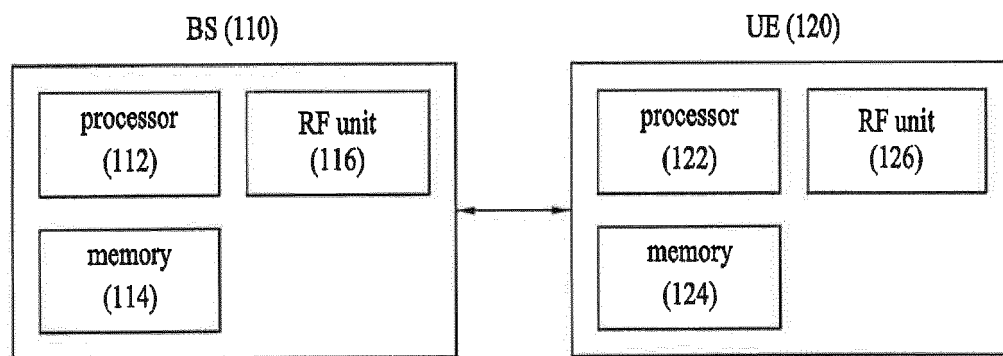 BS (110)
UE (120)
processor
(112)
RF unit
(116)
memory
(114)
processor
(122)
RF unit
(126)
memory
(124)